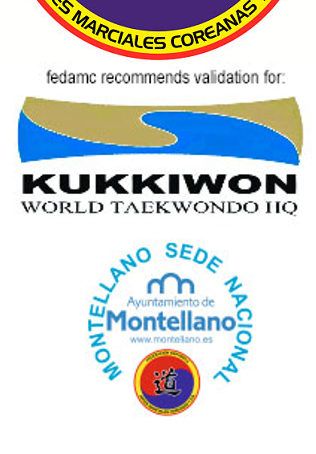 ES MARCIALES COREANAS
fedamc recommends validation for:
KUKKIWON
WORLD TAEKWONDO HQ
MONTELLANO SEDE NACIONAL
Ayuntamiento de
Montellano
www.montellano.es
道